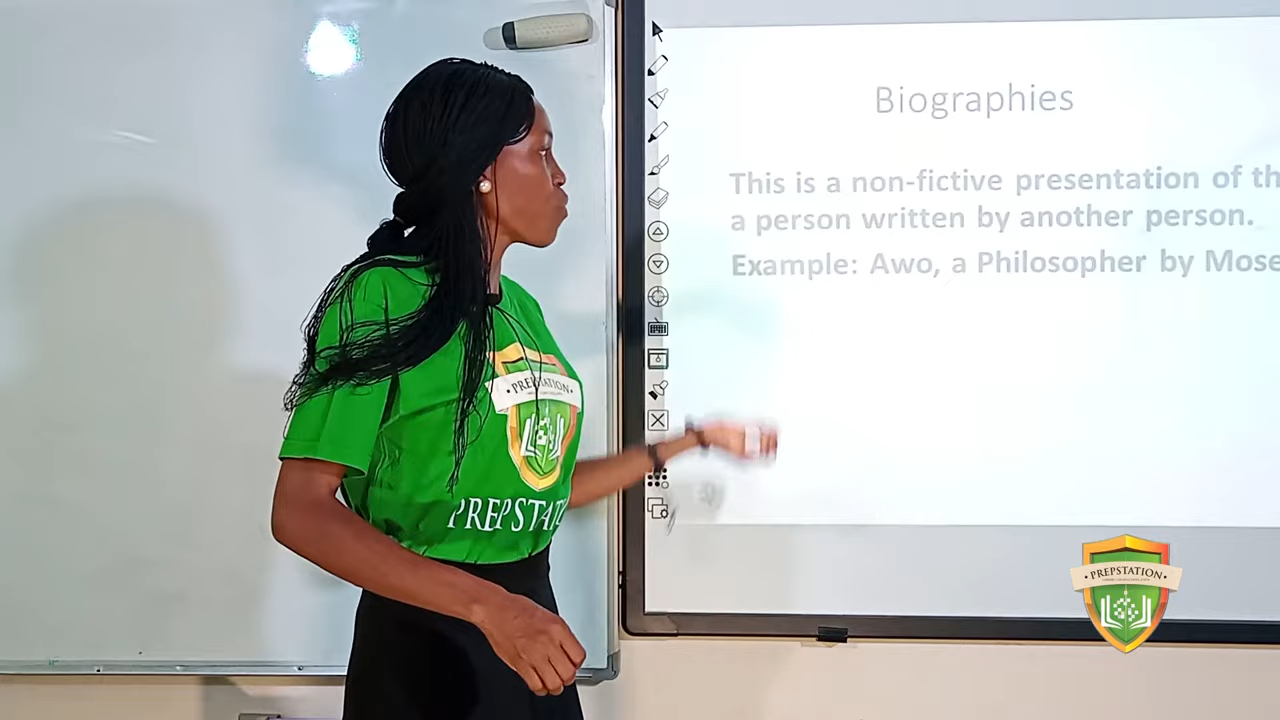 Biographies
This is a non-fictive presentation of th
a person written by another person.
Example: Awo, a Philosopher by Mose
PREPSTATION
PREPSTAT
PREPSTATION